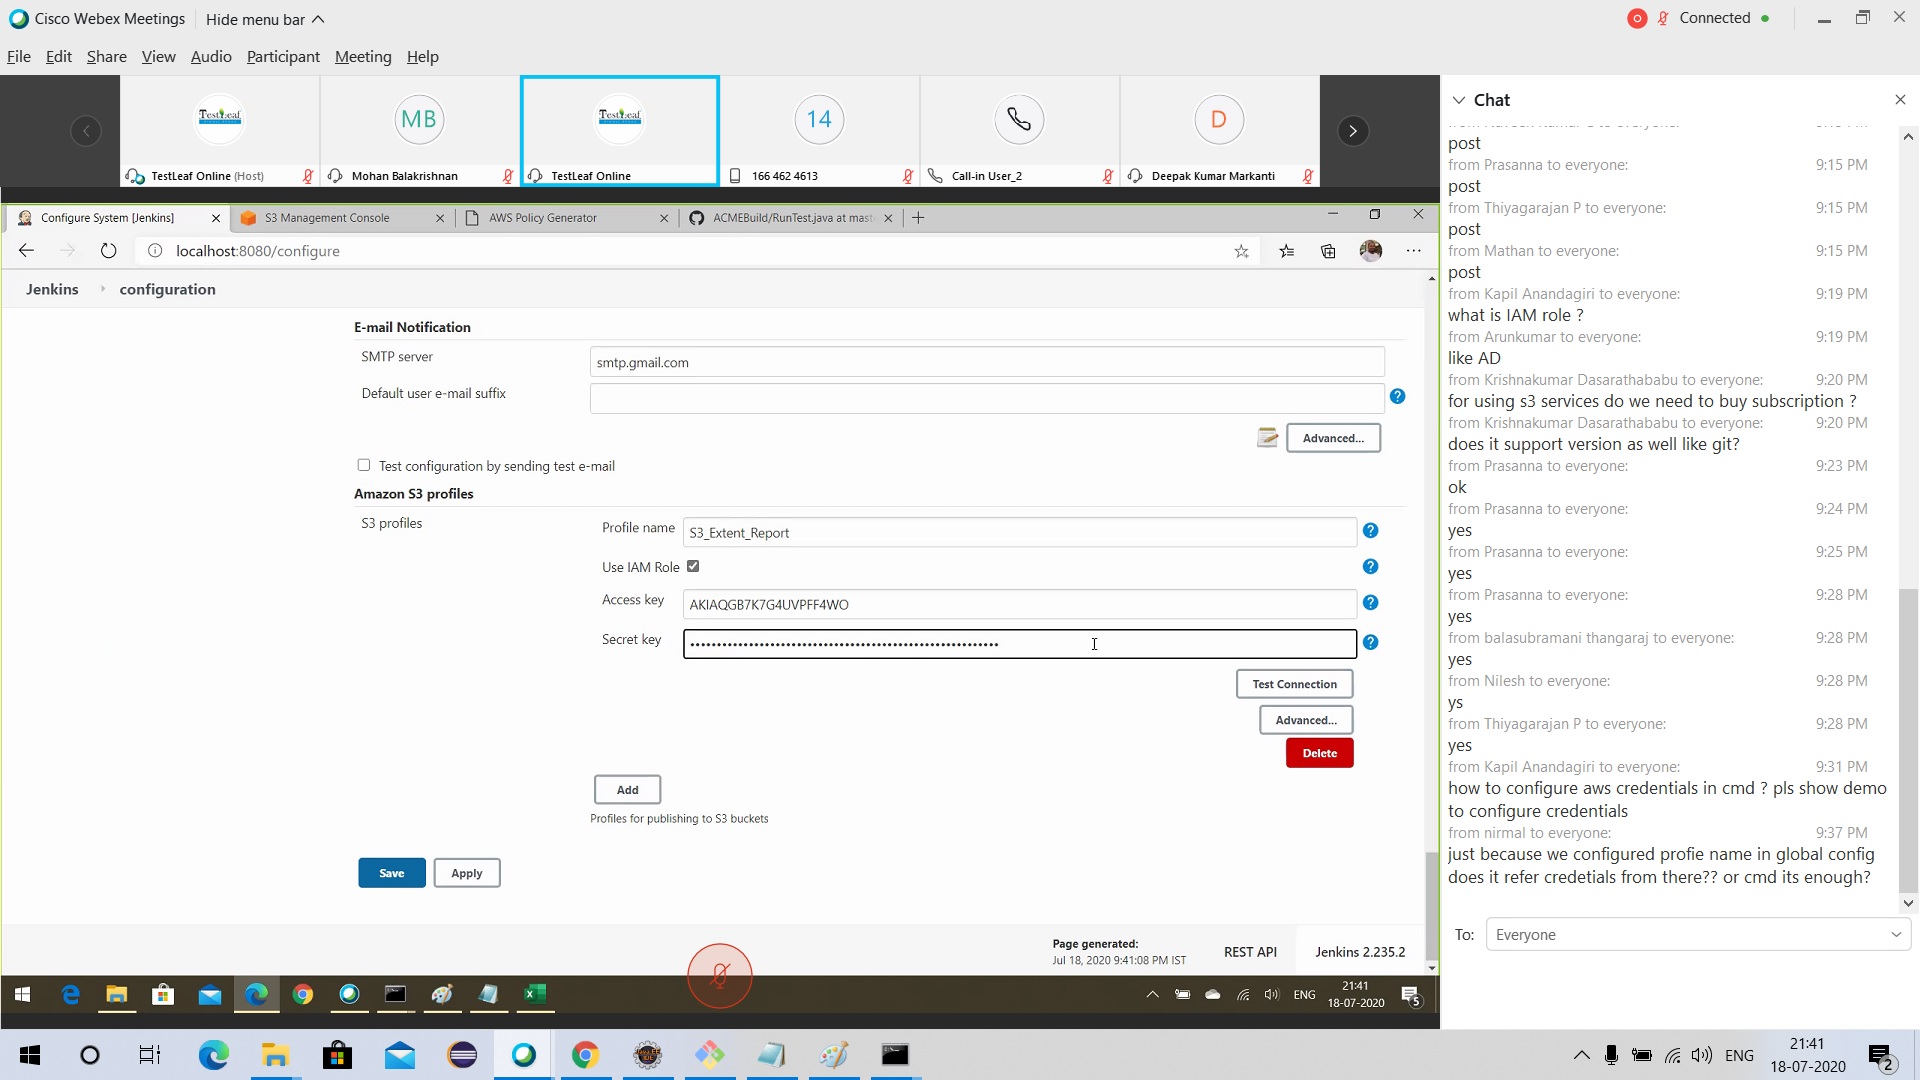 Cisco Webex Meetings
Hide menu bar
Connected
File Edit Share View Audio Participant Meeting Help
TestLeaf
MB
TestLeaf
14
D
TestLeaf Online (Host)
Mohan Balakrishnan
TestLeaf Online
166 462 4613
Call-in User_2
Deepak Kumar Markanti
Configure System [Jenkins]
S3 Management Console
AWS Policy Generator
ACMEBuild/RunTest.java at mast
localhost:8080/configure
Jenkins
configuration
E-mail Notification
SMTP server
smtp.gmail.com
Default user e-mail suffix
Advanced...
Test configuration by sending test e-mail
Amazon S3 profiles
S3 profiles
Profile name
S3_Extent_Report
Use IAM Role
Access key
AKIAQGB7K7G4UVPFF4WO
Secret key
Test Connection
Advanced...
Delete
Add
Profiles for publishing to S3 buckets
Save
Apply
Page generated:
Jul 18, 2020 9:41:08 PM IST
REST API
Jenkins 2.235.2
ENG
21:41
18-07-2020
5
Chat
post
from Prasanna to everyone: 9:15 PM
post
from Thiyagarajan P to everyone: 9:15 PM
post
from Mathan to everyone: 9:15 PM
post
from Kapil Anandagiri to everyone: 9:19 PM
what is IAM role ?
from Arunkumar to everyone: 9:19 PM
like AD
from Krishnakumar Dasarathababu to everyone: 9:20 PM
for using s3 services do we need to buy subscription ?
from Krishnakumar Dasarathababu to everyone: 9:20 PM
does it support version as well like git?
from Prasanna to everyone: 9:23 PM
ok
from Prasanna to everyone: 9:24 PM
yes
from Prasanna to everyone: 9:25 PM
yes
from Prasanna to everyone: 9:28 PM
yes
from balasubramani thangaraj to everyone: 9:28 PM
yes
from Nilesh to everyone: 9:28 PM
ys
from Thiyagarajan P to everyone: 9:28 PM
yes
from Kapil Anandagiri to everyone: 9:31 PM
how to configure aws credentials in cmd ? pls show demo
to configure credentials
from nirmal to everyone: 9:37 PM
just because we configured profie name in global config
does it refer credetials from there?? or cmd its enough?
To:
Everyone
ENG
21:41
18-07-2020
2